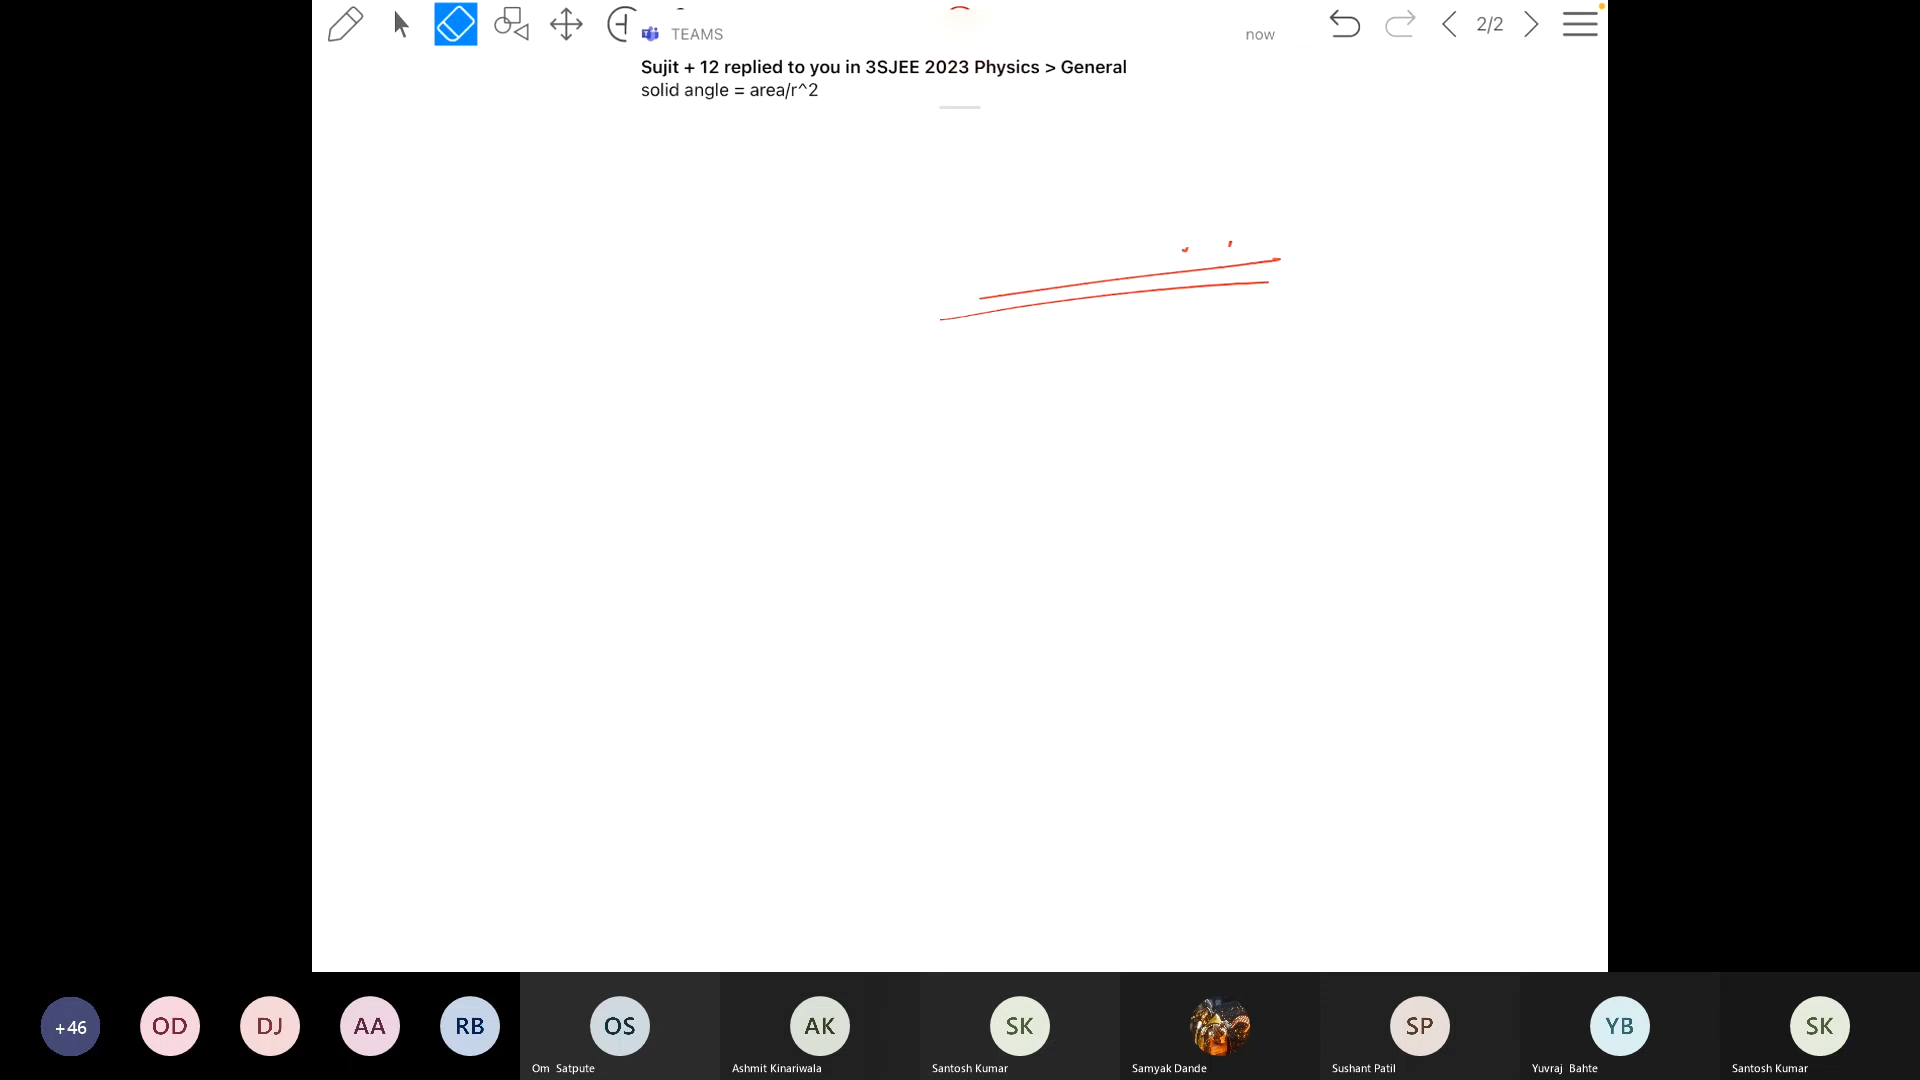 TEAMS
now
2/2
Sujit + 12 replied to you in 3SJEE 2023 Physics > General
solid angle = area/r^2
+46
OD
DJ
AA
RB
OS
AK
SK
SP
YB
SK
Om Satpute
Ashmit Kinariwala
Santosh Kumar
Samyak Dande
Sushant Patil
Yuvraj Bahte
Santosh Kumar